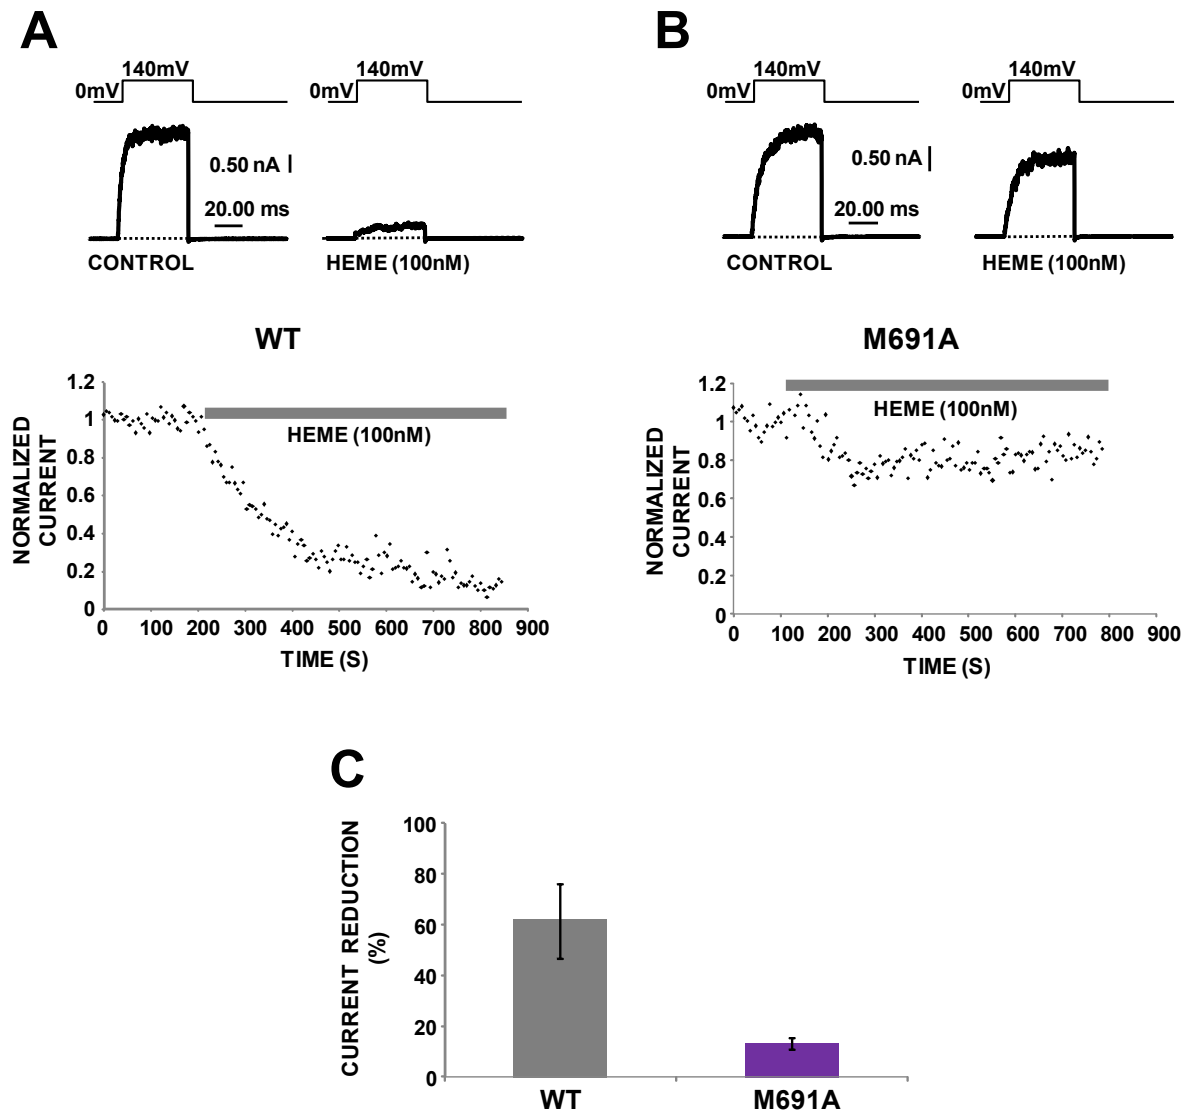 A
B
140mV
140mV
0mV
0mV
0.50 nA
20.00 ms
CONTROL
HEME (100nM)
140mV
140mV
0mV
0mV
0.50 nA
20.00 ms
CONTROL
HEME (100nM)
WT
1.2
1
0.8
0.6
0.4
0.2
0
NORMALIZED
CURRENT
HEME (100nM)
0 100 200 300 400 500 600 700 800 900
TIME (S)
M691A
1.2
1
0.8
0.6
0.4
0.2
0
NORMALIZED
CURRENT
HEME (100nM)
0 100 200 300 400 500 600 700 800 900
TIME (S)
C
CURRENT REDUCTION
(%)
100
80
60
40
20
0
WT
M691A